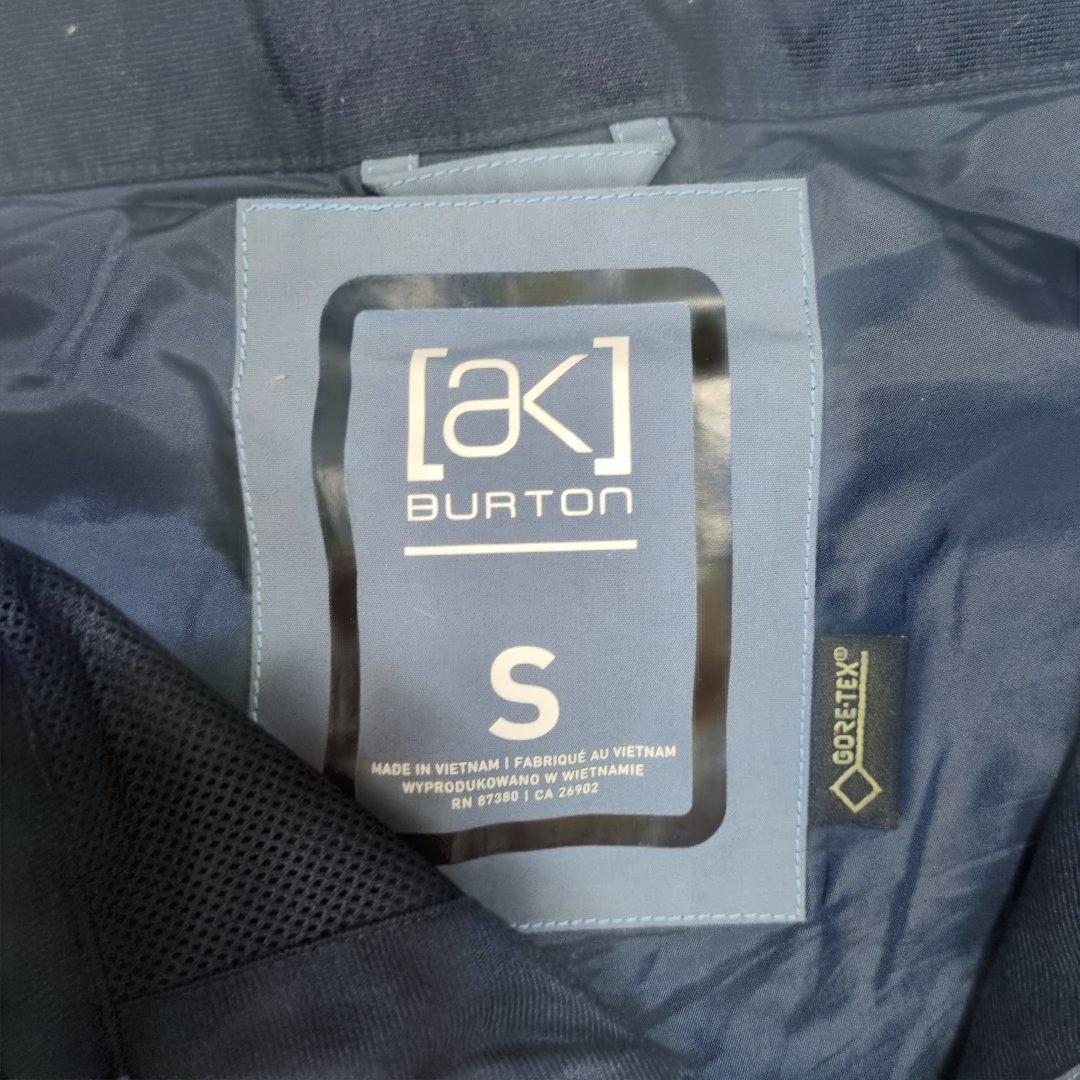 [ak]
BURTON
S
MADE IN VIETNAM | FABRIQUÉ AU VIETNAM
WYPRODUKOWANO W WIETNAMIE
RN 87380 | CA 26902
GORE-TEX®